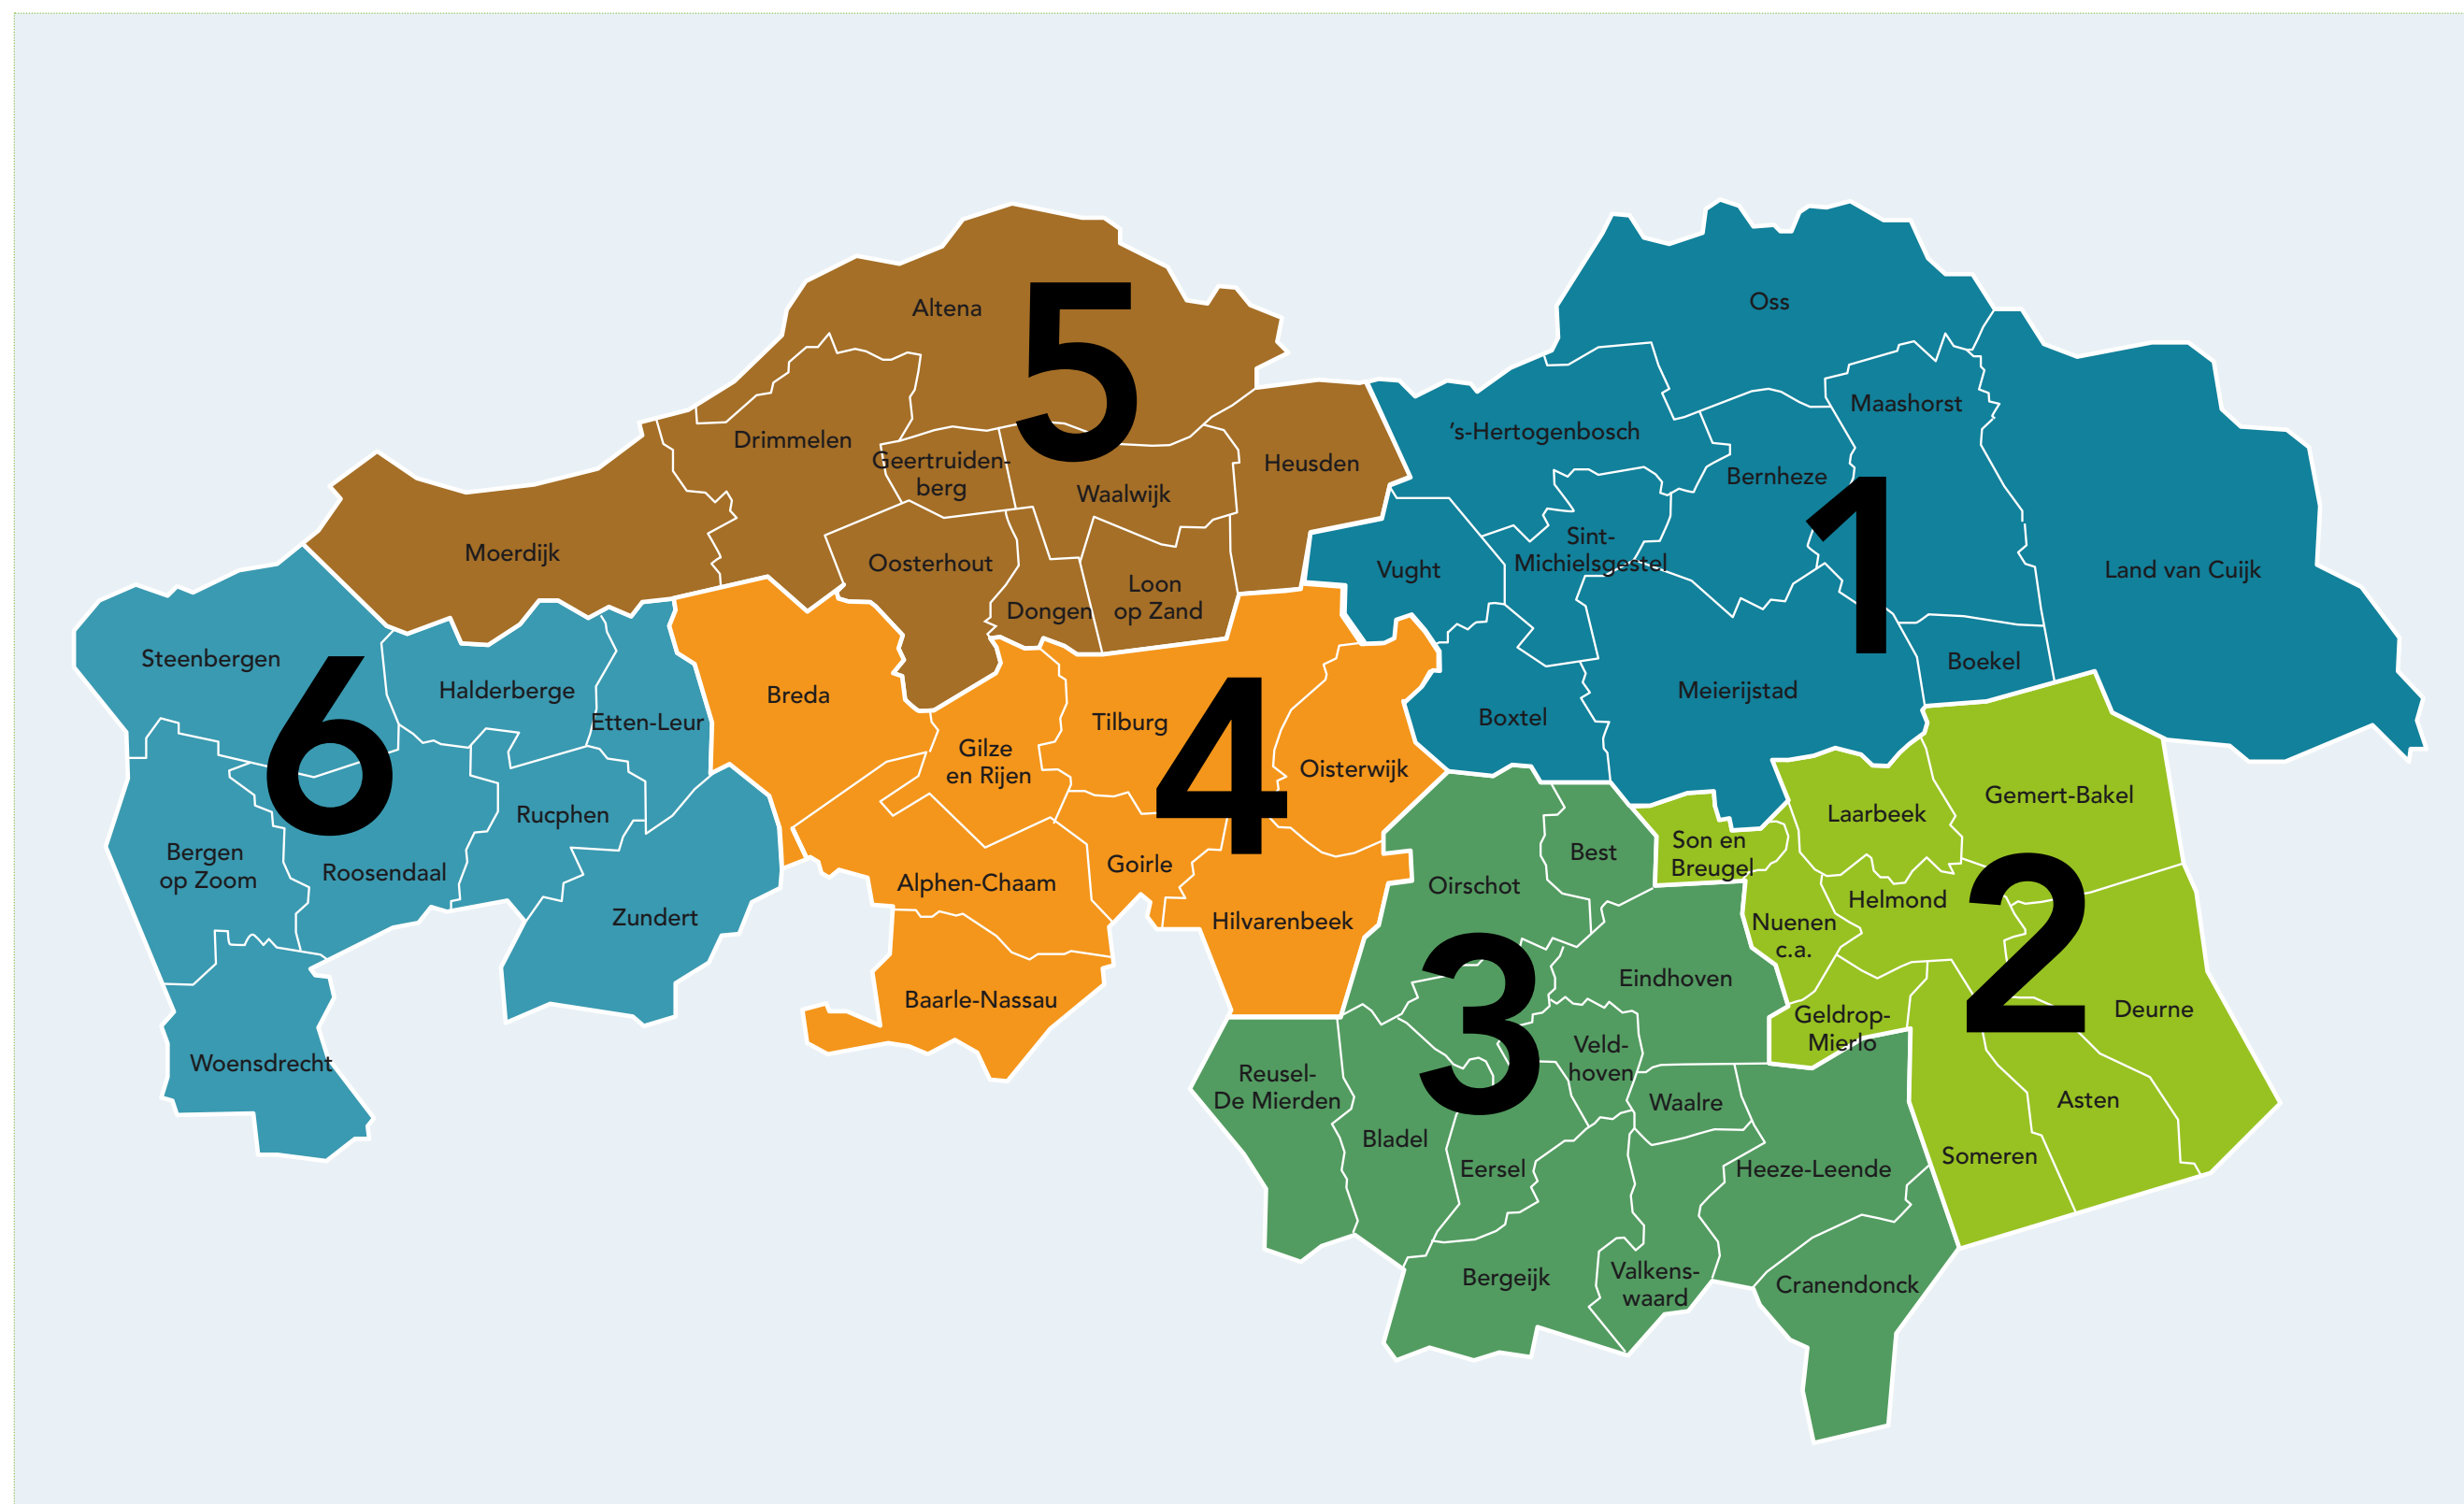 5
Altena
Drimmelen
Geertruiden-
berg
Waalwijk
Heusden
Moerdijk
Oosterhout
Dongen
Loon
op Zand
1
Oss
Maashorst
's-Hertogenbosch
Bernheze
Sint-
Michielsgestel
Vught
Land van Cuijk
Boekel
Meierijstad
Boxtel
6
Steenbergen
Halderberge
Etten-Leur
Rucphen
Bergen
op Zoom
Roosendaal
Zundert
Woensdrecht
4
Breda
Tilburg
Gilze
en Rijen
Oisterwijk
Goirle
Alphen-Chaam
Hilvarenbeek
Baarle-Nassau
2
Gemert-Bakel
Laarbeek
Son en
Breugel
Helmond
Nuenen
c.a.
Geldrop-
Mierlo
Deurne
Asten
Someren
3
Best
Oirschot
Eindhoven
Veld-
hoven
Reusel-
De Mierden
Waalre
Bladel
Eersel
Heeze-Leende
Bergeijk
Valkens-
waard
Cranendonck